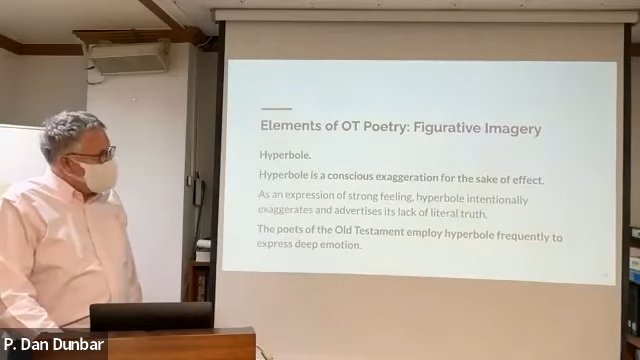 Elements of OT Poetry: Figurative Imagery
Hyperbole.
Hyperbole is a conscious exaggeration for the sake of effect.
As an expression of strong feeling, hyperbole intentionally
exaggerates and advertises its lack of literal truth.
The poets of the Old Testament employ hyperbole frequently to
express deep emotion.
P. Dan Dunbar